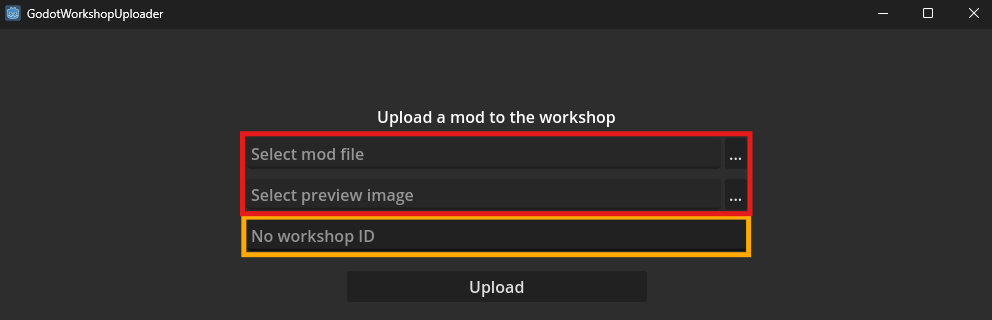 GodotWorkshopUploader
Upload a mod to the workshop
Select mod file
...
Select preview image
...
No workshop ID
Upload